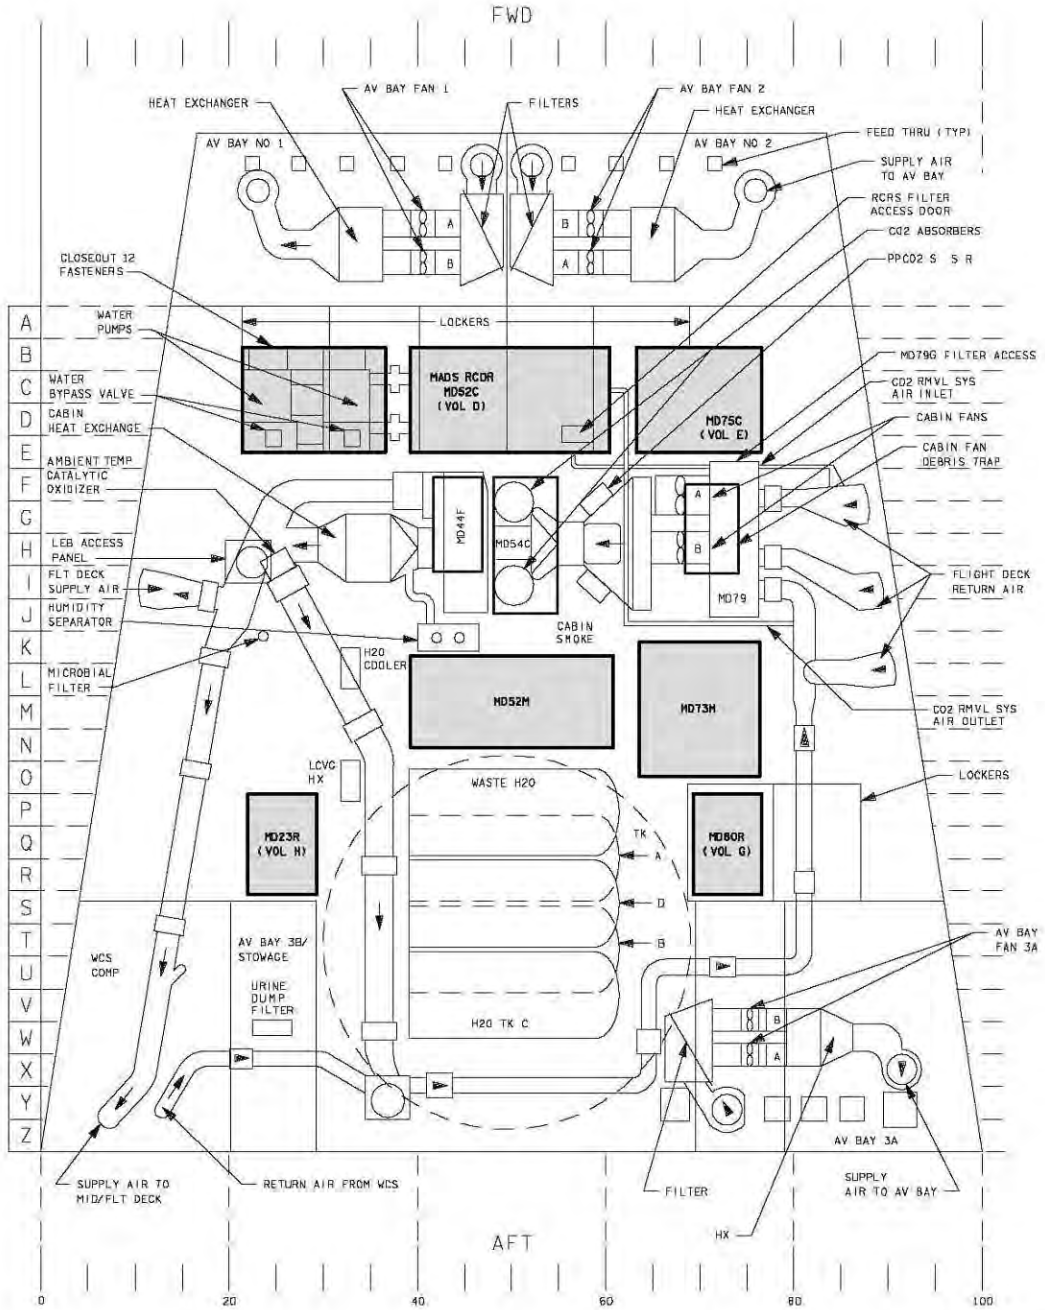 FWD
AV BAY FAN 1
FILTERS
AV BAY FAN 2
HEAT EXCHANGER
HEAT EXCHANGER
AV BAY NO 1
AV BAY NO 2
FEED THRU (TYP)
SUPPLY AIR
TO AV BAY
RCRS FILTER
ACCESS DOOR
CO2 ABSORBERS
PPCO2 S S R
A
B
B
A
CLOSEOUT 12
FASTENERS
LOCKERS
WATER
PUMPS
WATER
BYPASS VALVE
CABIN
HEAT EXCHANGE
AMBIENT TEMP
CATALYTIC
OXIDIZER
LEB ACCESS
PANEL
FLT DECK
SUPPLY AIR
HUMIDITY
SEPARATOR
MICROBIAL
FILTER
MADS RCDR
MD52C
(VOL D)
MD75C
(VOL E)
MD79G FILTER ACCESS
CO2 RMVL SYS
AIR INLET
CABIN FANS
CABIN FAN
DEBRIS TRAP
MD44F
MD54C
A
B
MD79
FLIGHT DECK
RETURN AIR
CABIN
SMOKE
H2O
COOLER
MD52M
MD73M
CO2 RMVL SYS
AIR OUTLET
LCVG
HX
WASTE H2O
LOCKERS
MD23R
(VOL H)
TK
A
D
B
MD80R
(VOL G)
WCS
COMP
AV BAY 3B/
STOWAGE
URINE
DUMP
FILTER
H2O TK C
AV BAY
FAN 3A
B
A
AV BAY 3A
SUPPLY AIR TO
MID/FLT DECK
RETURN AIR FROM WCS
FILTER
SUPPLY
AIR TO AV BAY
HX
AFT
A
B
C
D
E
F
G
H
I
J
K
L
M
N
O
P
Q
R
S
T
U
V
W
X
Y
Z
0 20 40 60 80 100